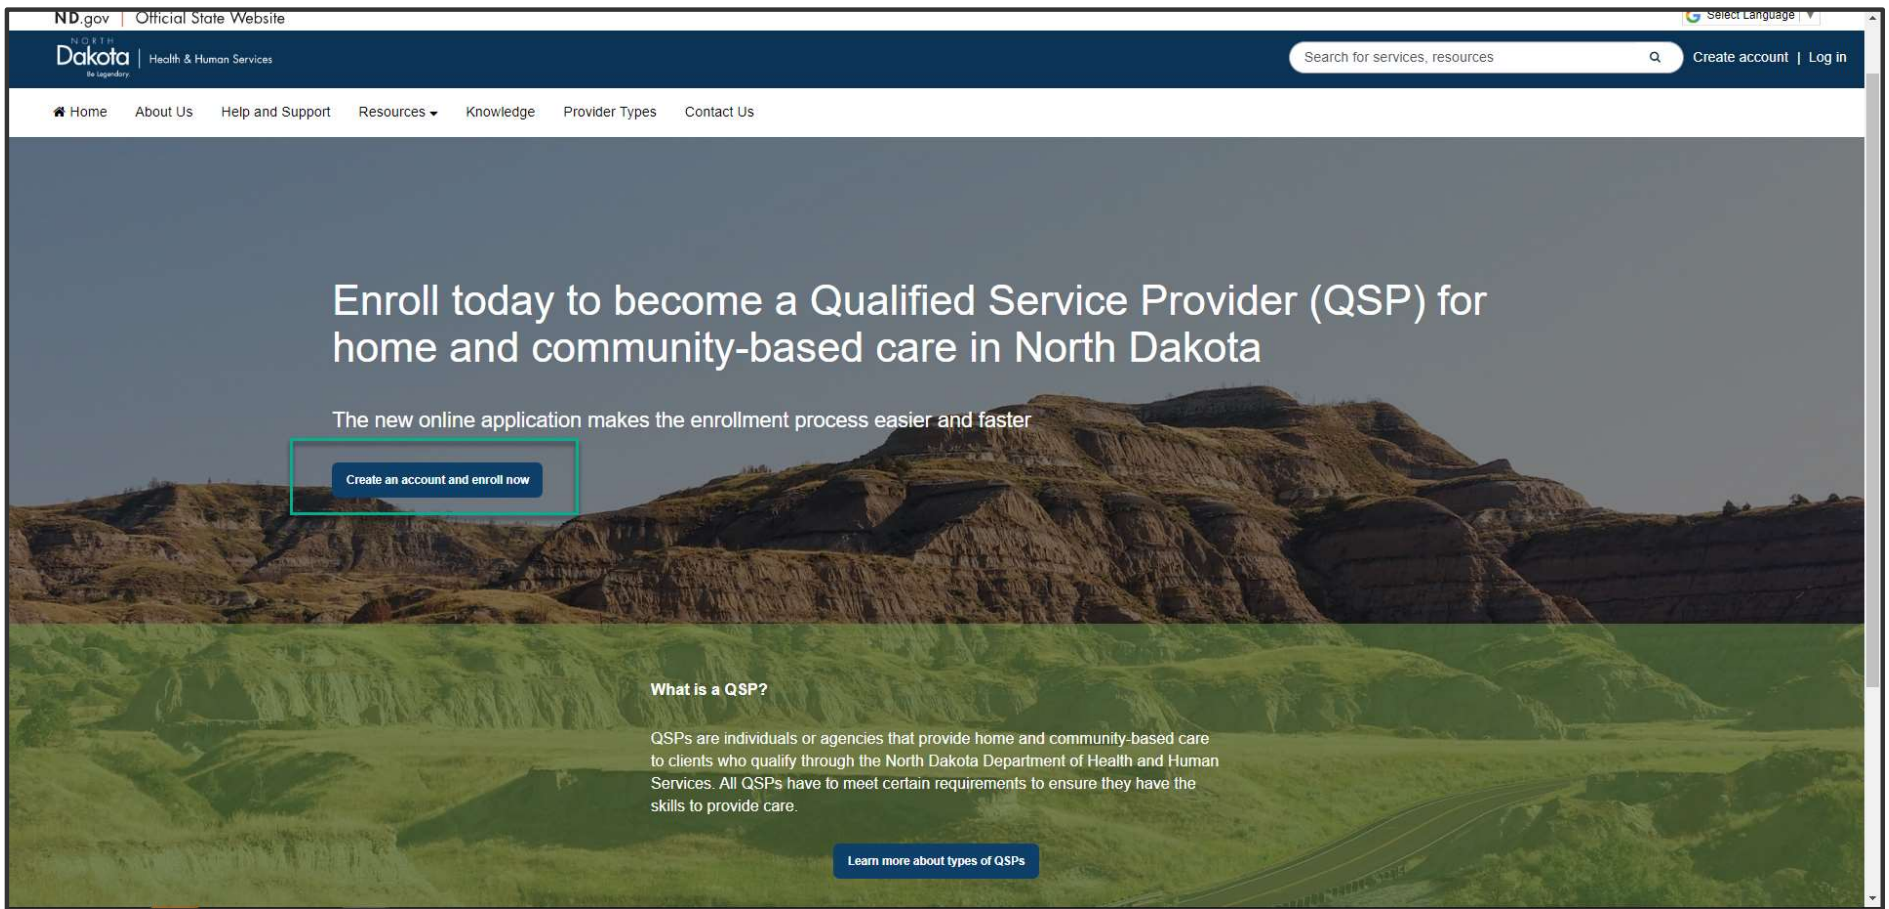 ND.gov | Official State Website
Select Language
NORTH
Dakota | Health & Human Services
Be Legendary.
Search for services, resources
Create account | Log in
Home About Us Help and Support Resources Knowledge Provider Types Contact Us
Enroll today to become a Qualified Service Provider (QSP) for
home and community-based care in North Dakota
The new online application makes the enrollment process easier and faster
Create an account and enroll now
What is a QSP?
QSPs are individuals or agencies that provide home and community-based care
to clients who qualify through the North Dakota Department of Health and Human
Services. All QSPs have to meet certain requirements to ensure they have the
skills to provide care.
Learn more about types of QSPs